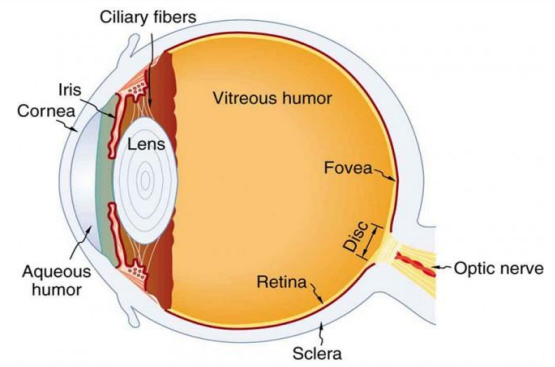 Ciliary fibers
Iris
Cornea
Vitreous humor
Lens
Fovea
Disc
Aqueous
humor
Optic nerve
Retina
Sclera